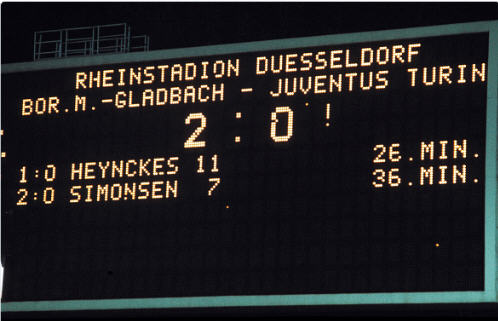 RHEINSTADION DUESSELDORF
BOR.M.-GLADBACH - JUVENTUS TURIN
2:0!
1:0 HEYNCKES 11 26.MIN.
2:0 SIMONSEN 7 36.MIN.